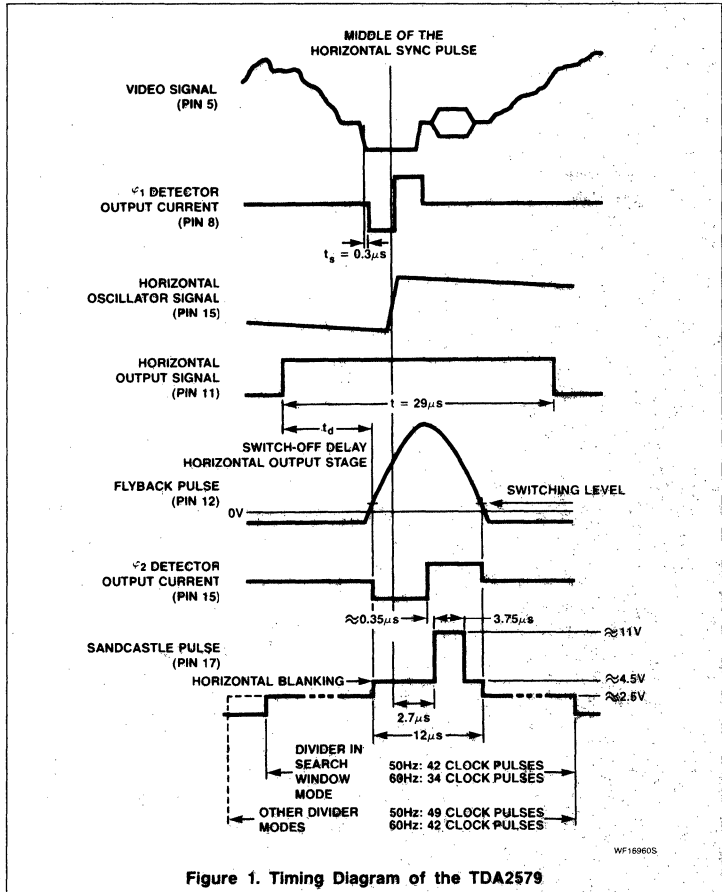 MIDDLE OF THE
HORIZONTAL SYNC PULSE
VIDEO SIGNAL
(PIN 5)
φ1 DETECTOR
OUTPUT CURRENT
(PIN 8)
ts = 0.3μs
HORIZONTAL
OSCILLATOR SIGNAL
(PIN 15)
HORIZONTAL
OUTPUT SIGNAL
(PIN 11)
t = 29μs
td
SWITCH-OFF DELAY
HORIZONTAL OUTPUT STAGE
FLYBACK PULSE
(PIN 12)
SWITCHING LEVEL
0V
φ2 DETECTOR
OUTPUT CURRENT
(PIN 15)
≈0.35μs
3.75μs
≈11V
SANDCASTLE PULSE
(PIN 17)
HORIZONTAL BLANKING
≈4.5V
≈2.5V
2.7μs
12μs
DIVIDER IN
SEARCH
WINDOW
MODE
50Hz: 42 CLOCK PULSES
60Hz: 34 CLOCK PULSES
OTHER DIVIDER
MODES
50Hz: 49 CLOCK PULSES
60Hz: 42 CLOCK PULSES
WF16960S
Figure 1. Timing Diagram of the TDA2579